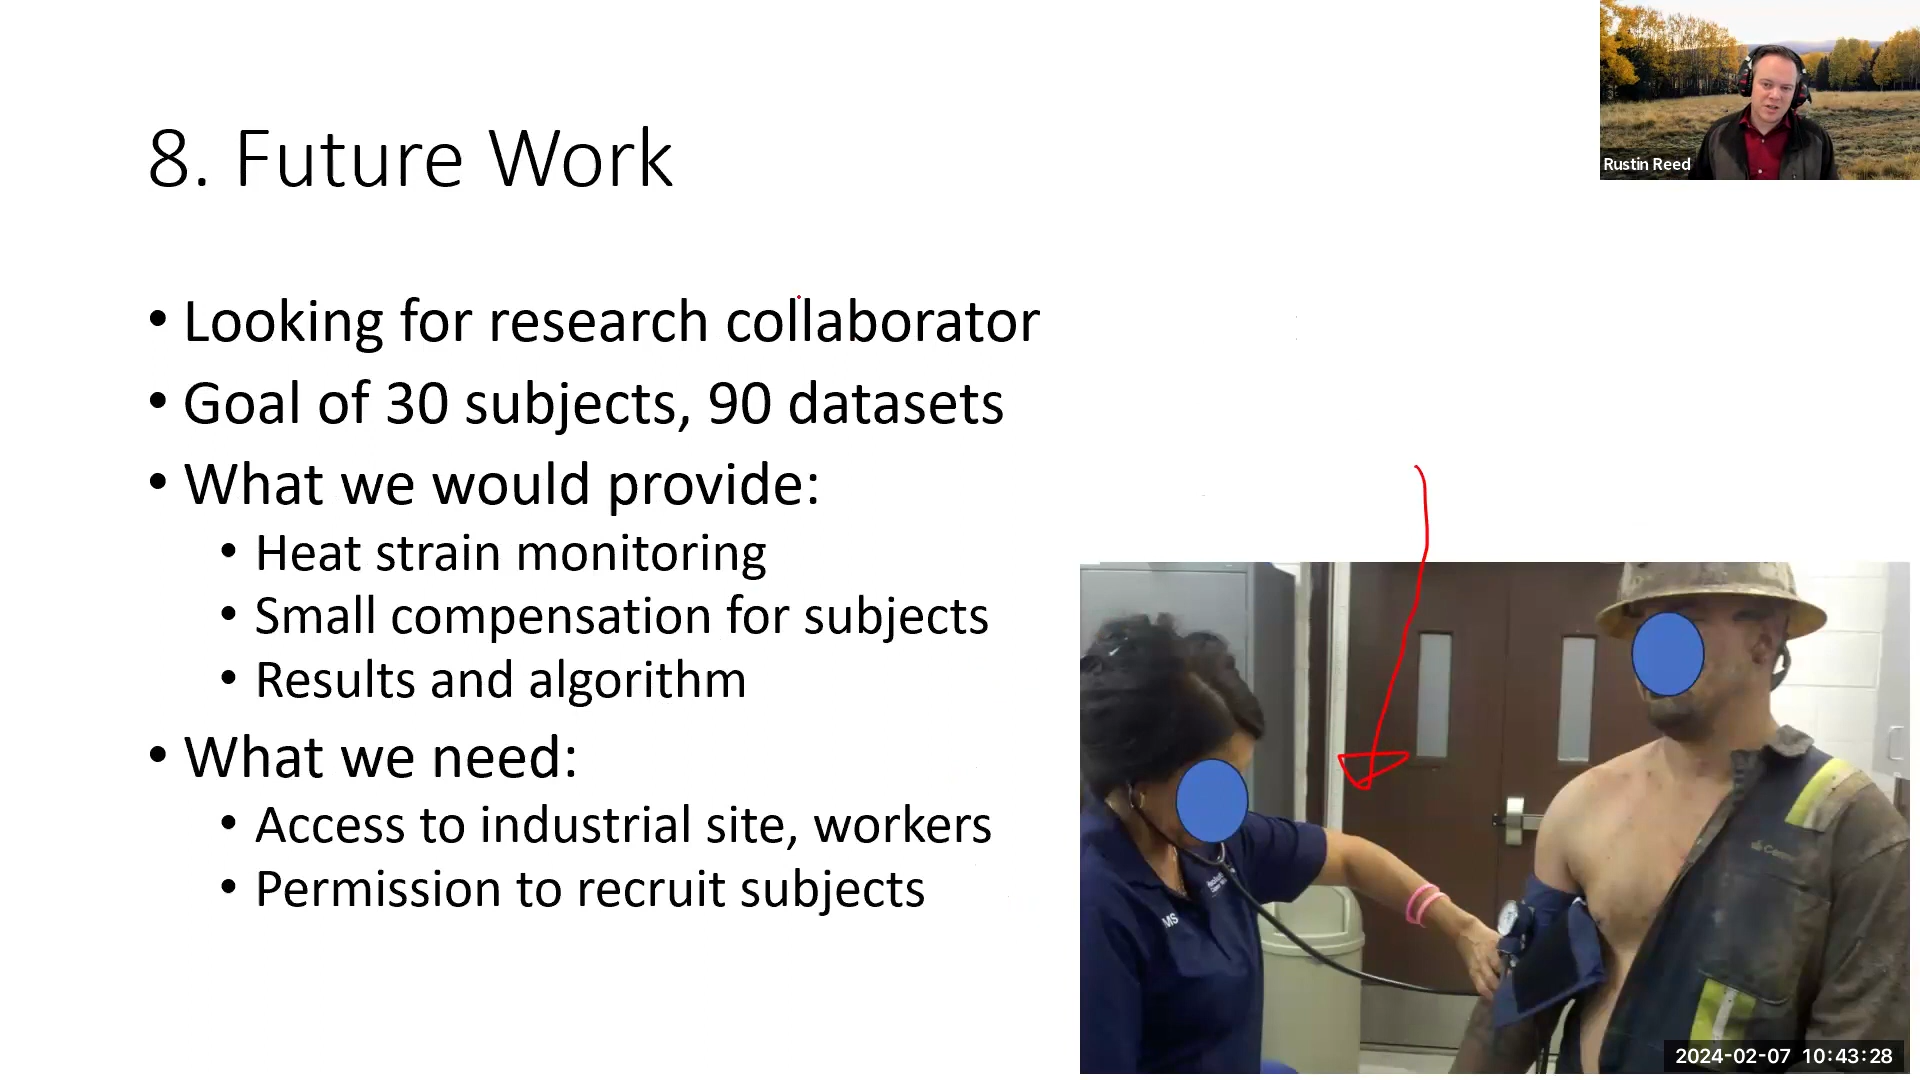 8. Future Work
Rustin Reed
• Looking for research collaborator
• Goal of 30 subjects, 90 datasets
• What we would provide:
• Heat strain monitoring
• Small compensation for subjects
• Results and algorithm
• What we need:
• Access to industrial site, workers
• Permission to recruit subjects
MS
2024-02-07 10:43:28